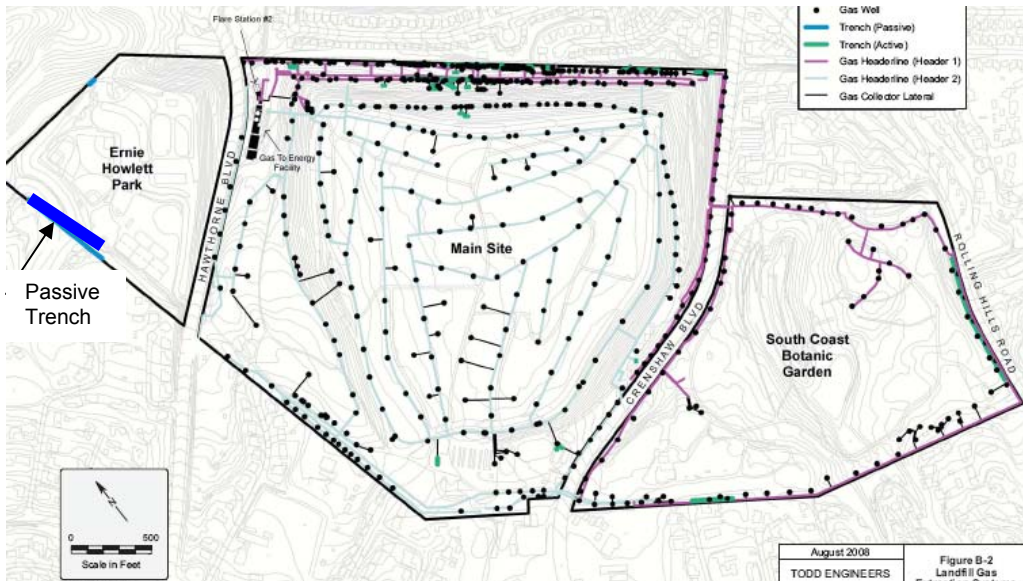 Flare Station #2
Gas Well
Trench (Passive)
Trench (Active)
Gas Headerline (Header 1)
Gas Headerline (Header 2)
Gas Collector Lateral
Ernie
Howlett
Park
HAWTHORNE BLVD
Gas To Energy
Facility
Main Site
Passive
Trench
CRENSHAW BLVD
South Coast
Botanic
Garden
ROLLING HILLS ROAD
N
0 500
Scale in Feet
August 2008
TODD ENGINEERS
Figure B-2
Landfill Gas